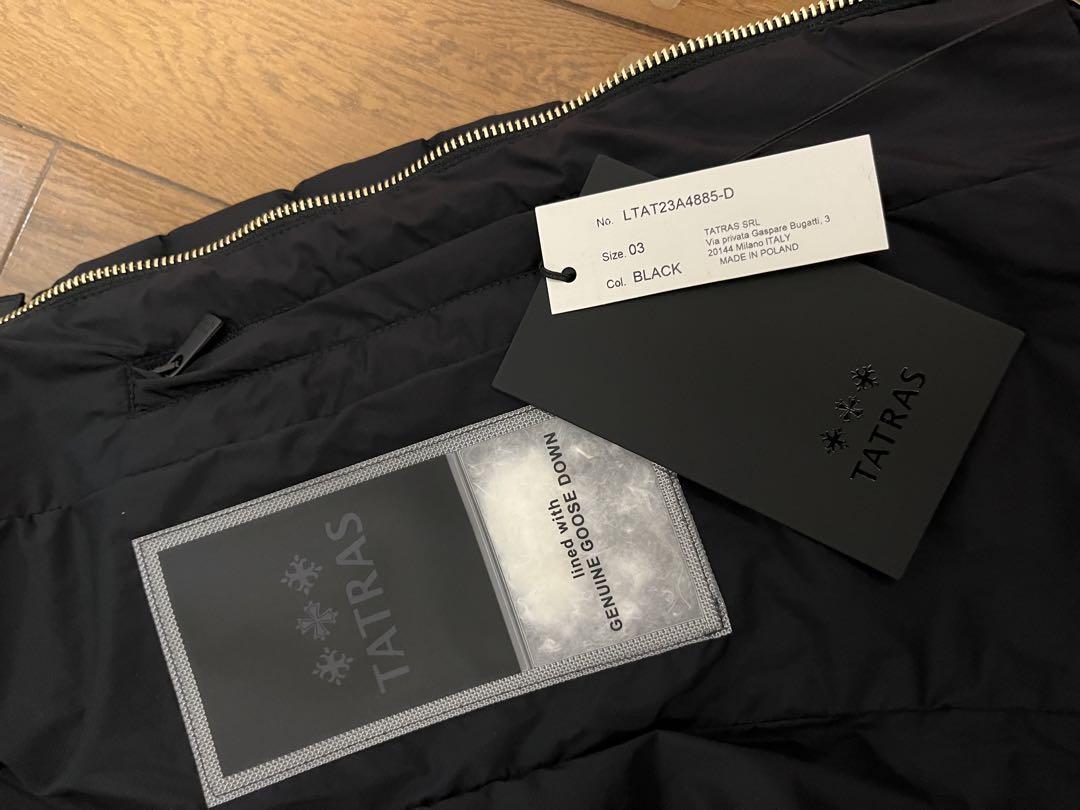 No. LTAT23A4885-D
Size. 03
Col. BLACK
TATRAS SRL
Via privata Gaspare Bugatti, 3
20144 Milano ITALY
MADE IN POLAND
TATRAS
TATRAS
lined with
GENUINE GOOSE DOWN